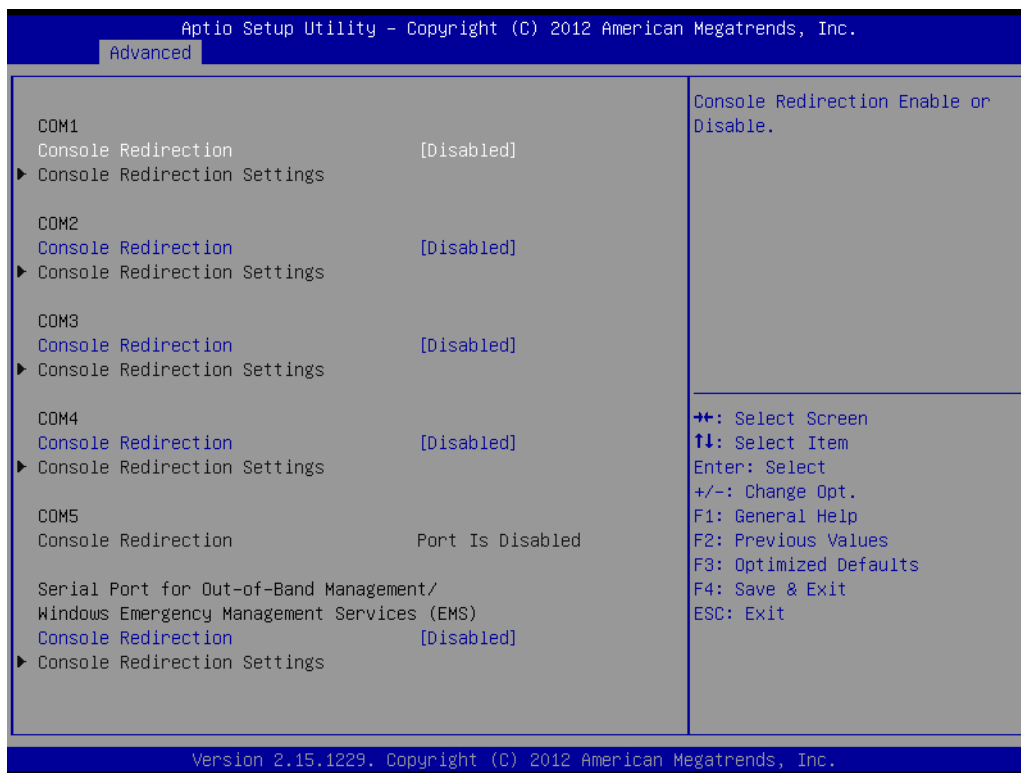 Aptio Setup Utility – Copyright (C) 2012 American Megatrends, Inc.
Advanced
COM1
Console Redirection [Disabled]
▶ Console Redirection Settings
COM2
Console Redirection [Disabled]
▶ Console Redirection Settings
COM3
Console Redirection [Disabled]
▶ Console Redirection Settings
COM4
Console Redirection [Disabled]
▶ Console Redirection Settings
COM5
Console Redirection Port Is Disabled
Serial Port for Out-of-Band Management/
Windows Emergency Management Services (EMS)
Console Redirection [Disabled]
▶ Console Redirection Settings
Console Redirection Enable or
Disable.
→←: Select Screen
↑↓: Select Item
Enter: Select
+/-: Change Opt.
F1: General Help
F2: Previous Values
F3: Optimized Defaults
F4: Save & Exit
ESC: Exit
Version 2.15.1229. Copyright (C) 2012 American Megatrends, Inc.